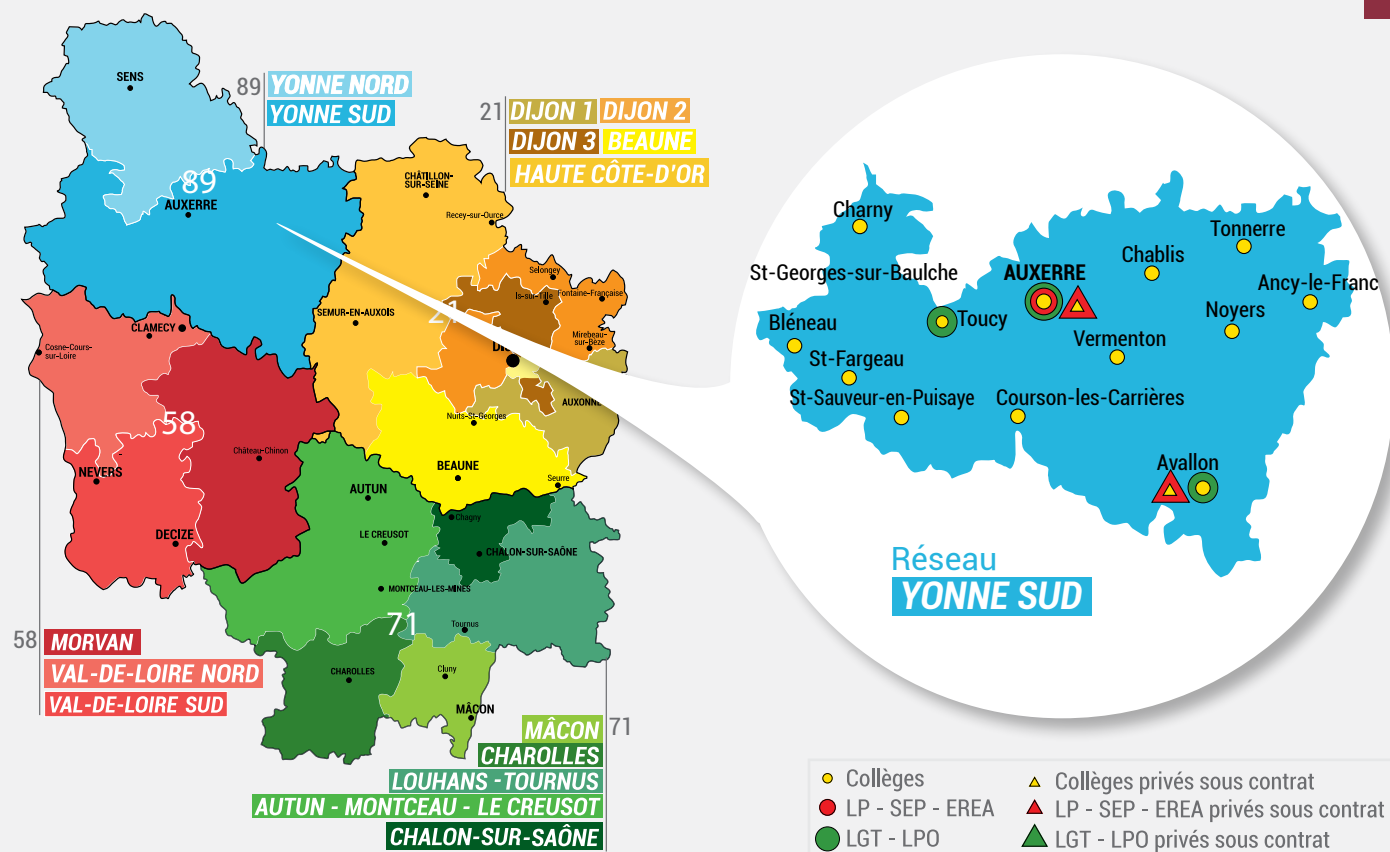 SENS
89
YONNE NORD
YONNE SUD
89
AUXERRE
21
DIJON 1 DIJON 2
DIJON 3 BEAUNE
HAUTE CÔTE-D'OR
CHÂTILLON-
SUR-SEINE
Recey-sur-Ource
Selongey
Is-sur-Tille
Fontaine-Française
SEMUR-EN-AUXOIS
21
Mirebeau-
sur-Bèze
CLAMECY
Cosne-Cours-
sur-Loire
AUXONNE
Nuits-St-Georges
58
Château-Chinon
NEVERS
BEAUNE
Seurre
AUTUN
Chagny
DECIZE
LE CREUSOT
CHALON-SUR-SAÔNE
MONTCEAU-LES-MINES
71
Tournus
58
MORVAN
VAL-DE-LOIRE NORD
VAL-DE-LOIRE SUD
CHAROLLES
Cluny
MÂCON
71
MÂCON
CHAROLLES
LOUHANS - TOURNUS
AUTUN - MONTCEAU - LE CREUSOT
CHALON-SUR-SAÔNE
Charny
Tonnerre
St-Georges-sur-Baulche
AUXERRE
Chablis
Ancy-le-Franc
Bléneau
Toucy
Noyers
Vermenton
St-Fargeau
St-Sauveur-en-Puisaye
Courson-les-Carrières
Avallon
Réseau
YONNE SUD
Collèges
Collèges privés sous contrat
LP - SEP - EREA
LP - SEP - EREA privés sous contrat
LGT - LPO
LGT - LPO privés sous contrat